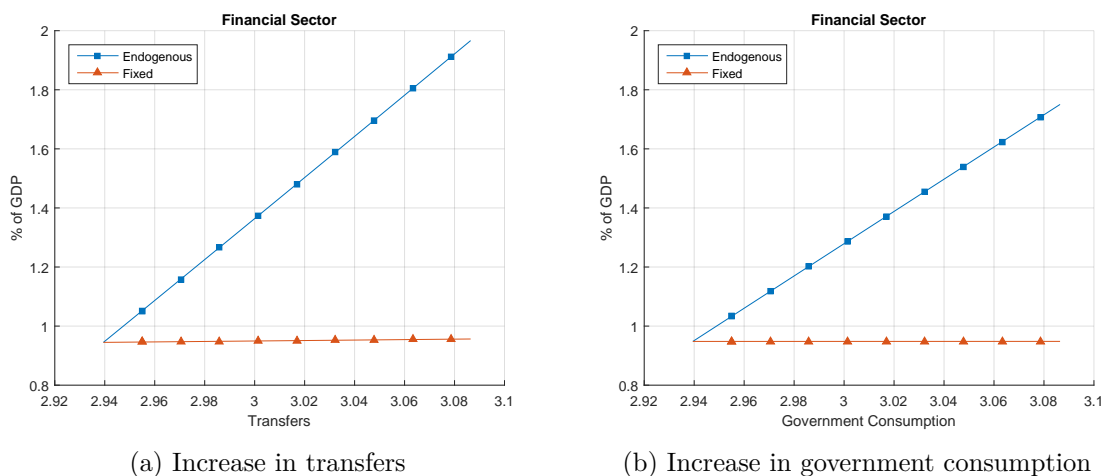 Financial Sector
2
1.8
1.6
1.4
1.2
1
0.8
% of GDP
Endogenous
Fixed
2.92 2.94 2.96 2.98 3 3.02 3.04 3.06 3.08 3.1
Transfers
(a) Increase in transfers
Financial Sector
2
1.8
1.6
1.4
1.2
1
0.8
% of GDP
Endogenous
Fixed
2.92 2.94 2.96 2.98 3 3.02 3.04 3.06 3.08 3.1
Government Consumption
(b) Increase in government consumption